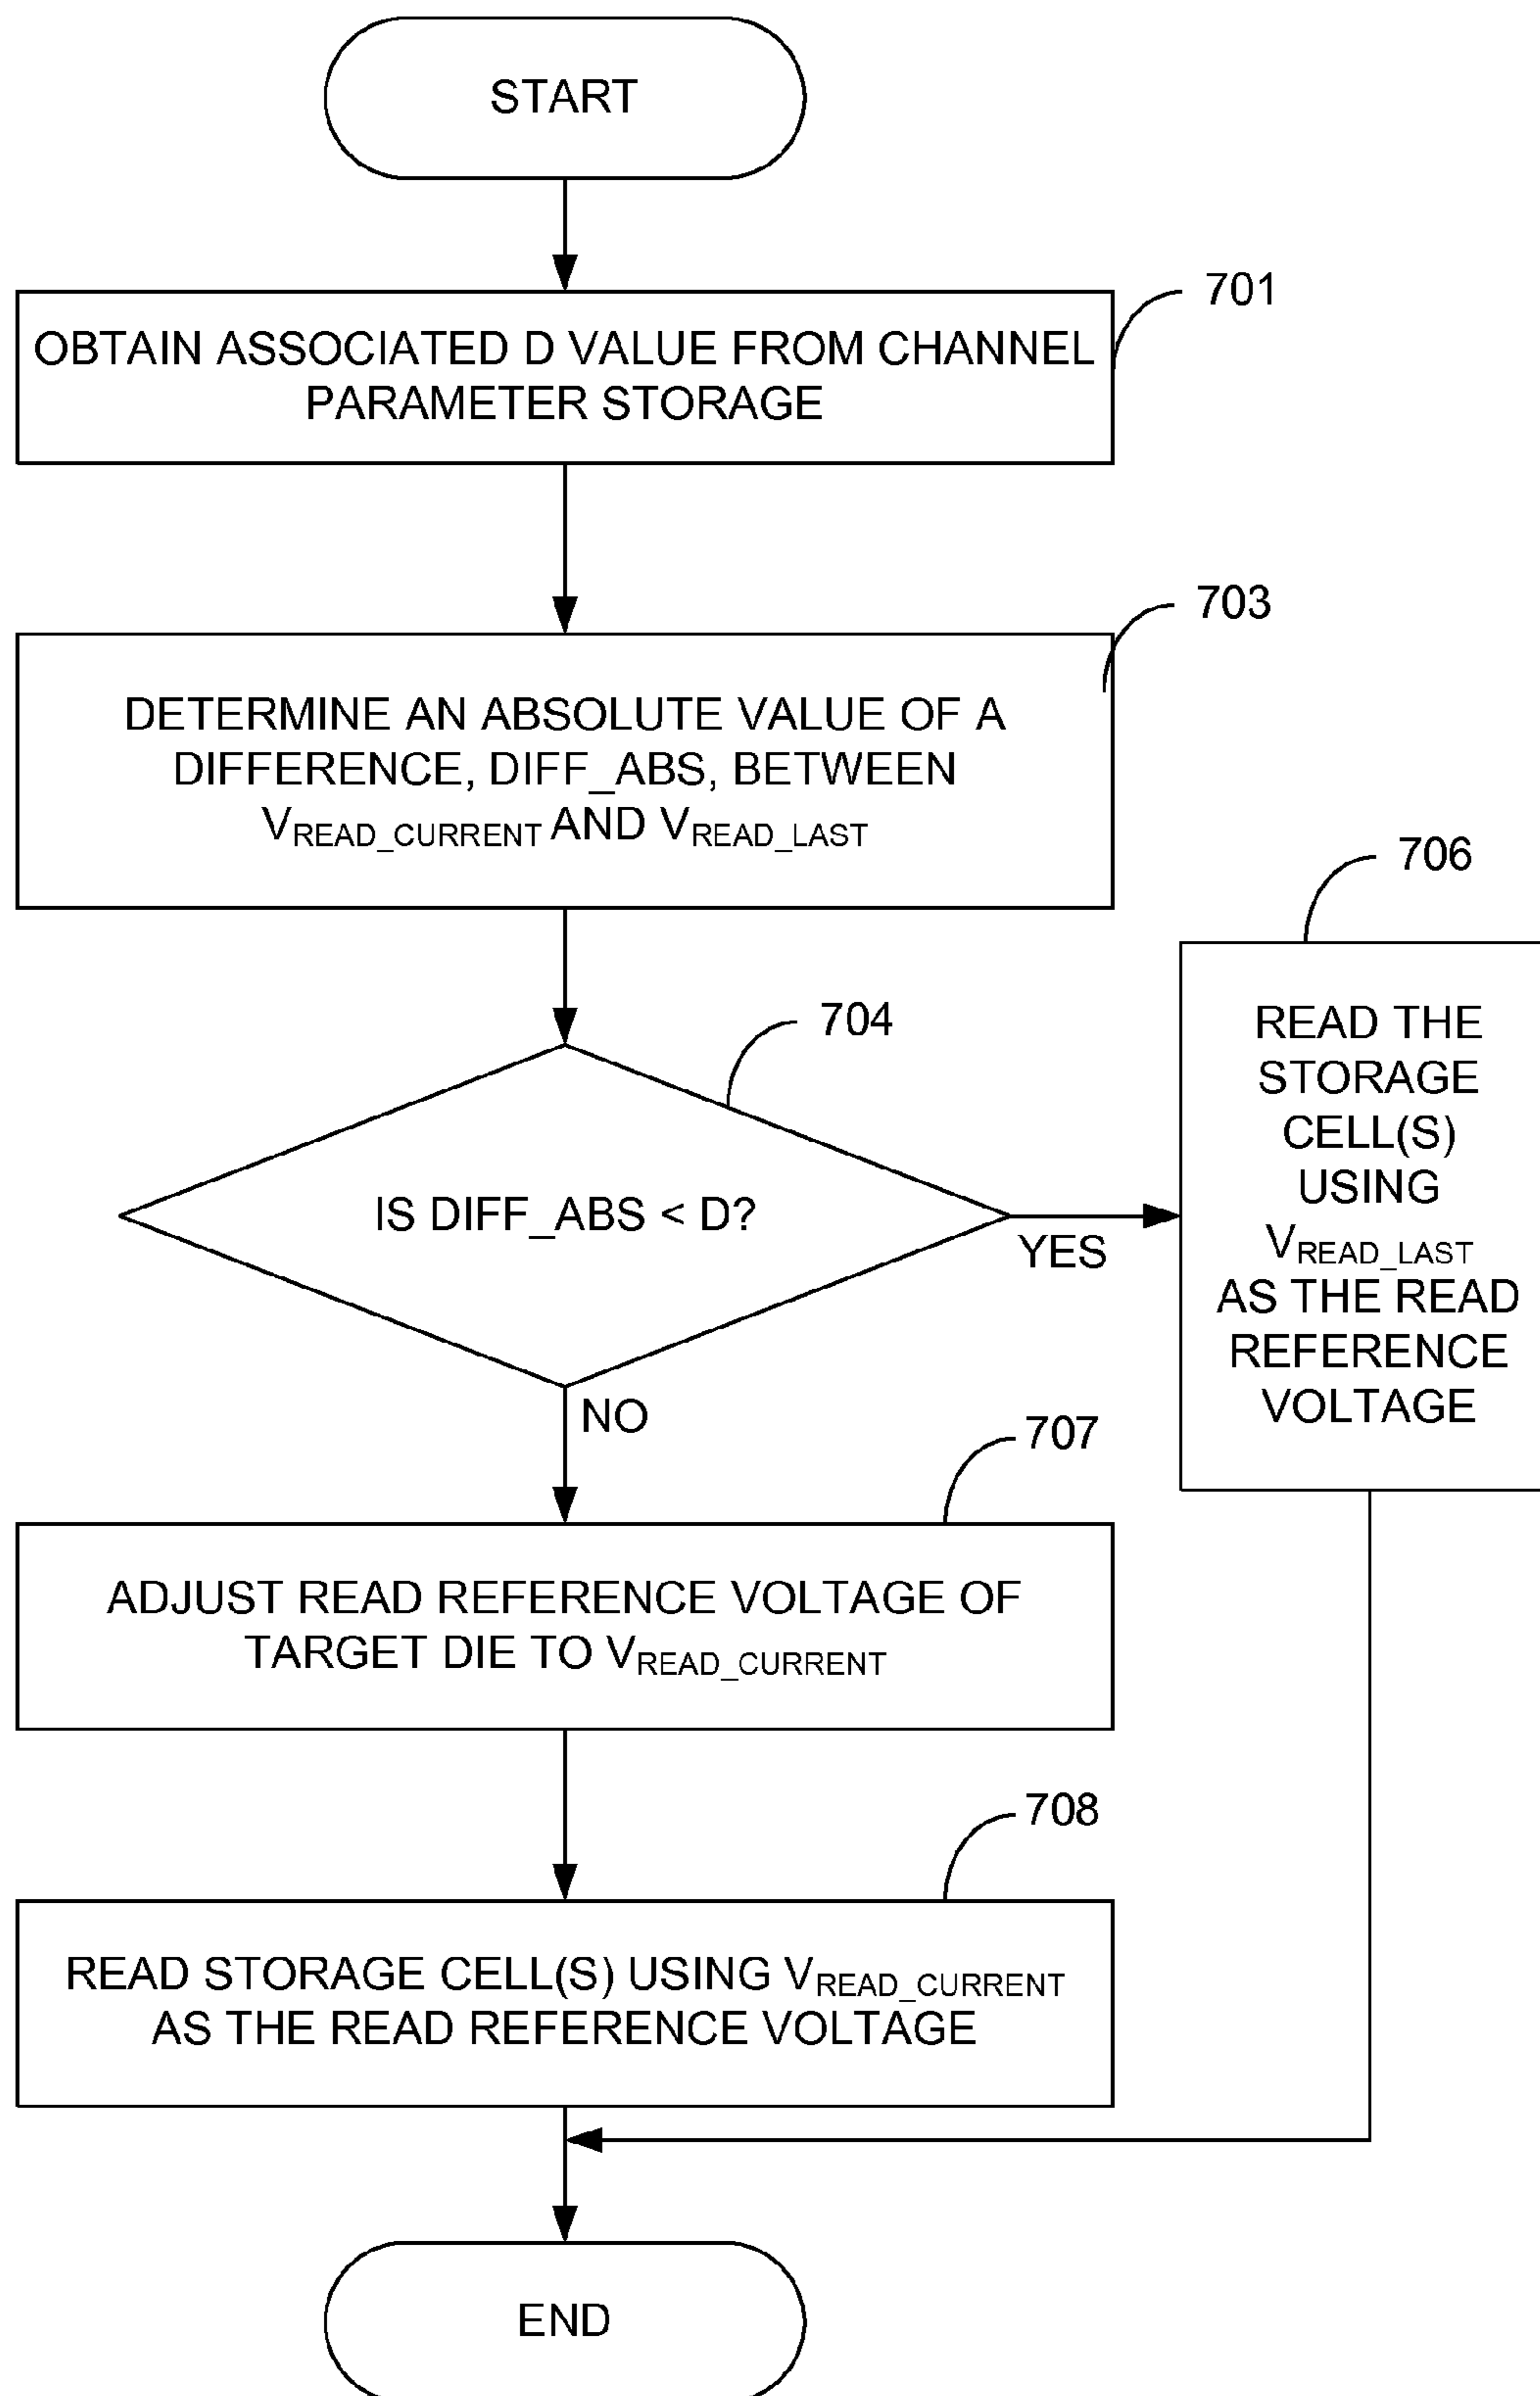 START
701
OBTAIN ASSOCIATED D VALUE FROM CHANNEL
PARAMETER STORAGE
703
DETERMINE AN ABSOLUTE VALUE OF A
DIFFERENCE, DIFF_ABS, BETWEEN
VREAD_CURRENT AND VREAD_LAST
706
READ THE
STORAGE
CELL(S)
USING
VREAD_LAST
AS THE READ
REFERENCE
VOLTAGE
704
IS DIFF_ABS < D?
YES
NO
707
ADJUST READ REFERENCE VOLTAGE OF
TARGET DIE TO VREAD_CURRENT
708
READ STORAGE CELL(S) USING VREAD_CURRENT
AS THE READ REFERENCE VOLTAGE
END